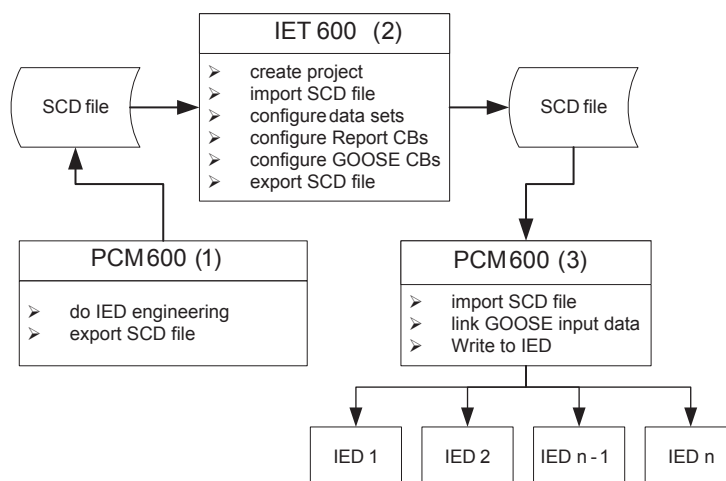 IET 600 (2)
➢ create project
➢ import SCD file
➢ configure data sets
➢ configure Report CBs
➢ configure GOOSE CBs
➢ export SCD file
SCD file
SCD file
PCM600 (1)
➢ do IED engineering
➢ export SCD file
PCM600 (3)
➢ import SCD file
➢ link GOOSE input data
➢ Write to IED
IED 1
IED 2
IED n-1
IED n